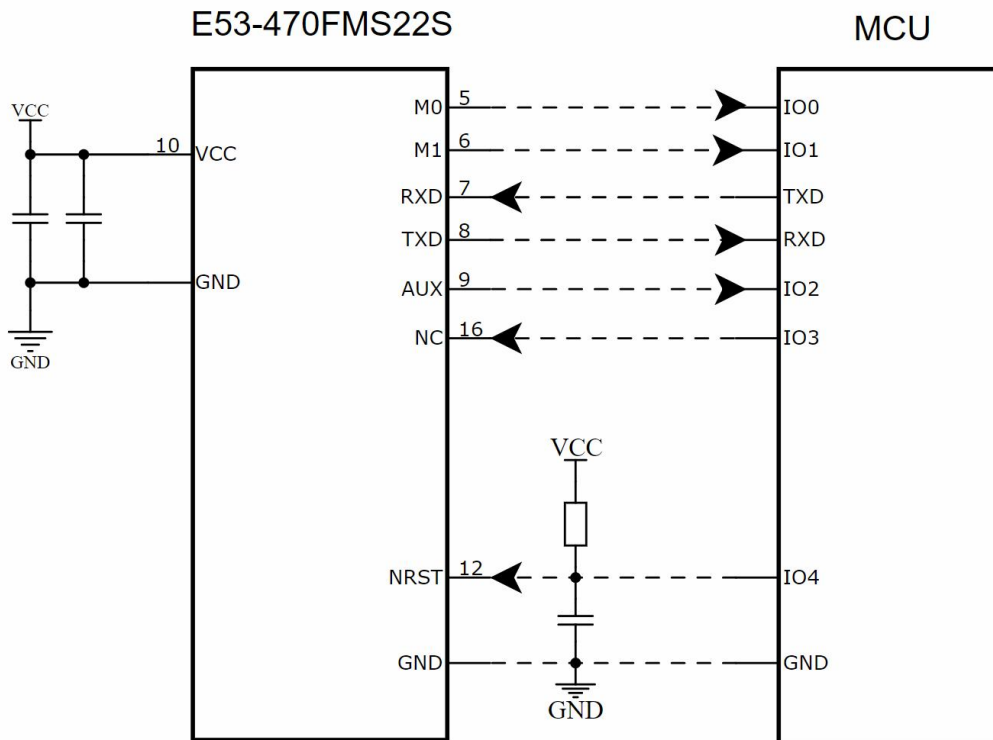 E53-470FMS22S
MCU
VCC
10
VCC
GND
GND
M0
5
IO0
M1
6
IO1
RXD
7
TXD
TXD
8
RXD
AUX
9
IO2
NC
16
IO3
VCC
NRST
12
IO4
GND
GND
GND